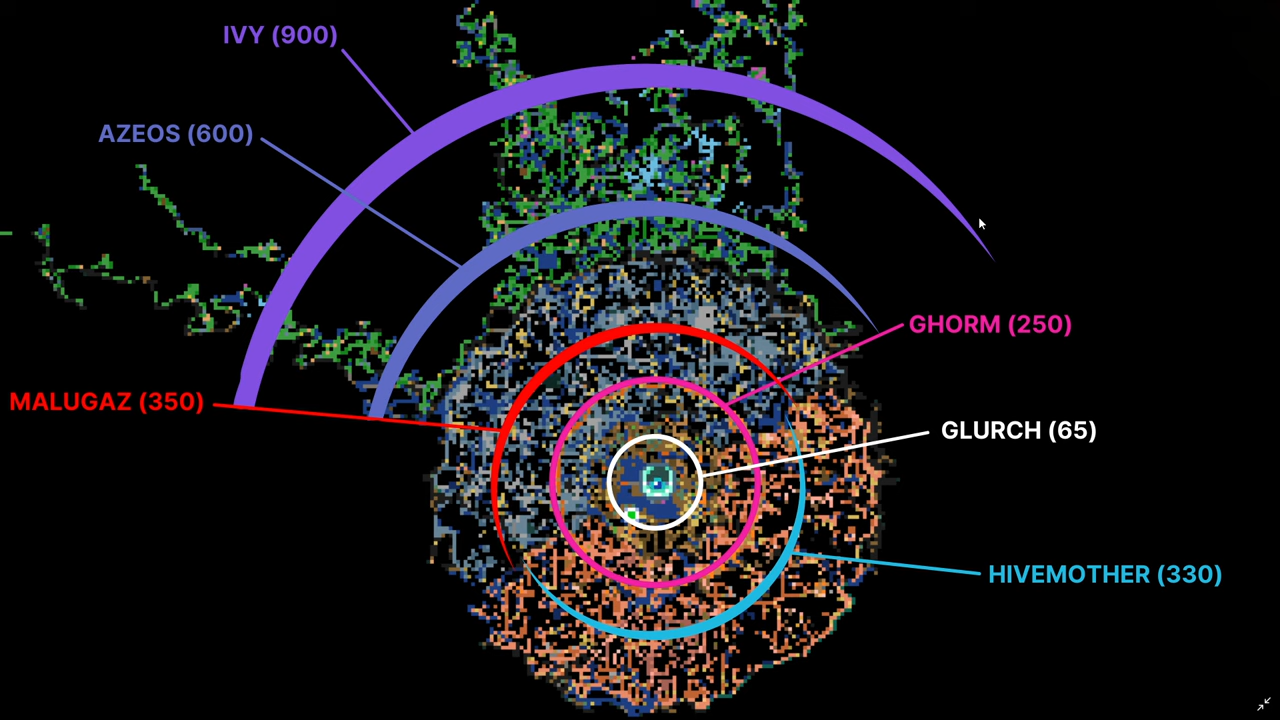 IVY (900)
AZEOS (600)
GHORM (250)
MALUGAZ (350)
GLURCH (65)
HIVEMOTHER (330)